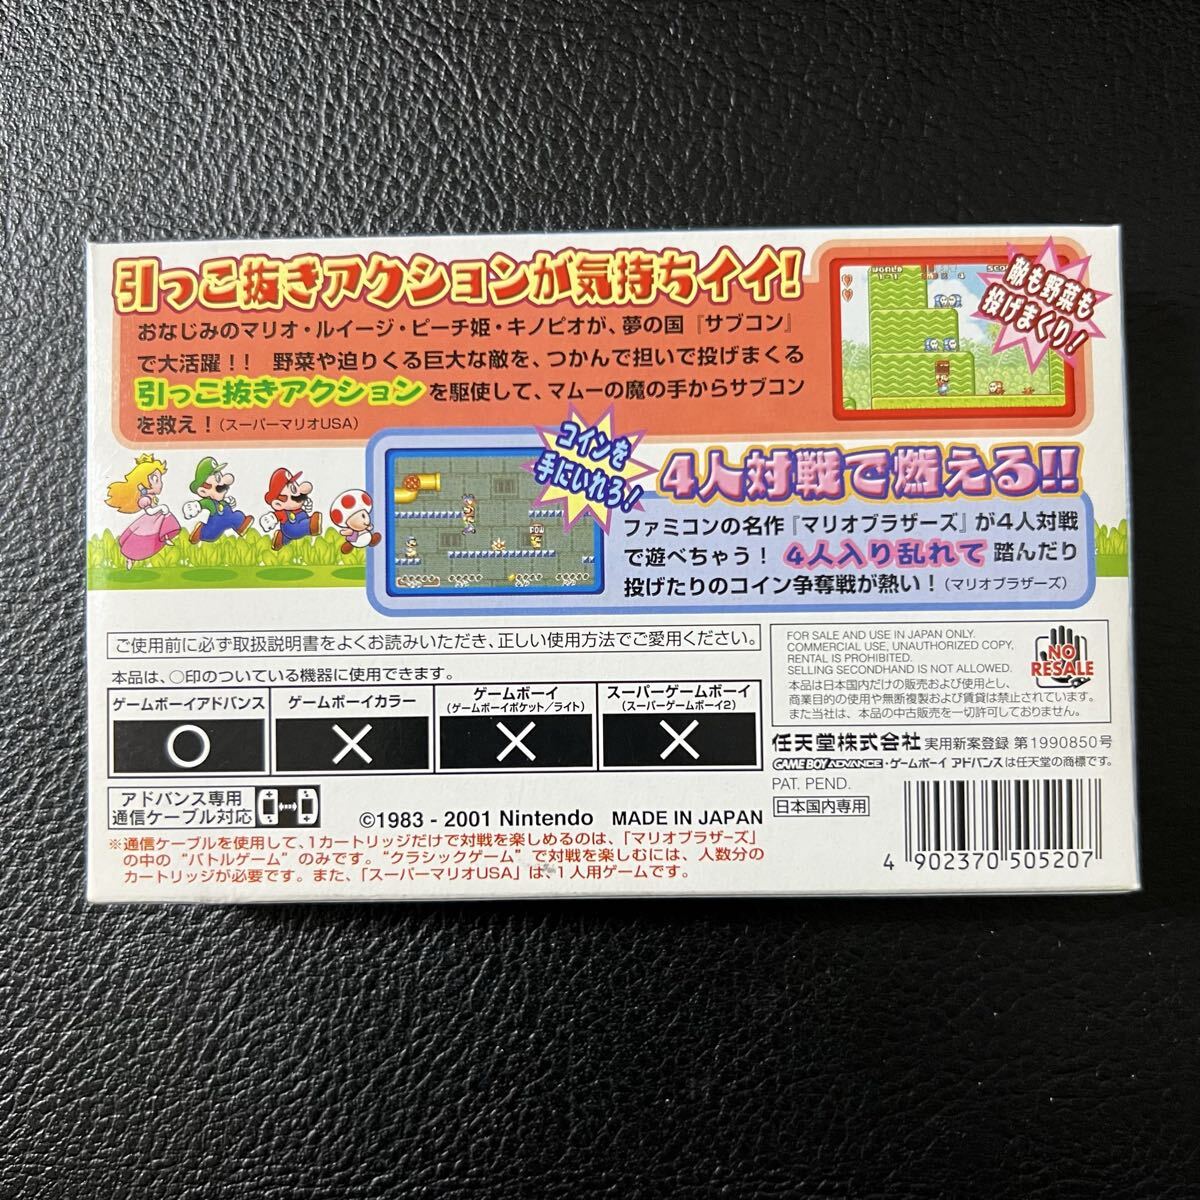 引っこ抜きアクションが気持ちイイ!
おなじみのマリオ・ルイージ・ピーチ姫・キノピオが、夢の国『サブコン』
で大活躍!! 野菜や迫りくる巨大な敵を、つかんで担いで投げまくる
引っこ抜きアクションを駆使して、マムーの魔の手からサブコン
を救え!(スーパーマリオUSA)
WORLD
1-1
4
敵も野菜も
投げまくり!
コインを
手にいれろ!
POW
4人対戦で燃える!!
ファミコンの名作『マリオブラザーズ』が4人対戦
で遊べちゃう! 4人入り乱れて 踏んだり
投げたりのコイン争奪戦が熱い!(マリオブラザーズ)
ご使用前に必ず取扱説明書をよくお読みいただき、正しい使用方法でご愛用ください。
本品は、○印のついている機器に使用できます。
ゲームボーイアドバンス
ゲームボーイカラー
ゲームボーイ
(ゲームボーイポケット/ライト)
スーパーゲームボーイ
(スーパーゲームボーイ2)
○ × × ×
アドバンス専用
通信ケーブル対応
©1983 - 2001 Nintendo MADE IN JAPAN
※通信ケーブルを使用して、1カートリッジだけで対戦を楽しめるのは、「マリオブラザーズ」
の中の“バトルゲーム”のみです。“クラシックゲーム”で対戦を楽しむには、人数分の
カートリッジが必要です。また、「スーパーマリオUSA」は、1人用ゲームです。
FOR SALE AND USE IN JAPAN ONLY.
COMMERCIAL USE, UNAUTHORIZED COPY,
RENTAL IS PROHIBITED.
SELLING SECONDHAND IS NOT ALLOWED.
NO
RESALE
本品は日本国内だけの販売および使用とし、
商業目的の使用や無断複製および賃貸は禁止されています。
また当社は、本品の中古販売を一切許可しておりません。
任天堂株式会社 実用新案登録 第1990850号
GAME BOY ADVANCE・ゲームボーイ アドバンスは任天堂の商標です。
PAT. PEND.
日本国内専用
4 902370 505207